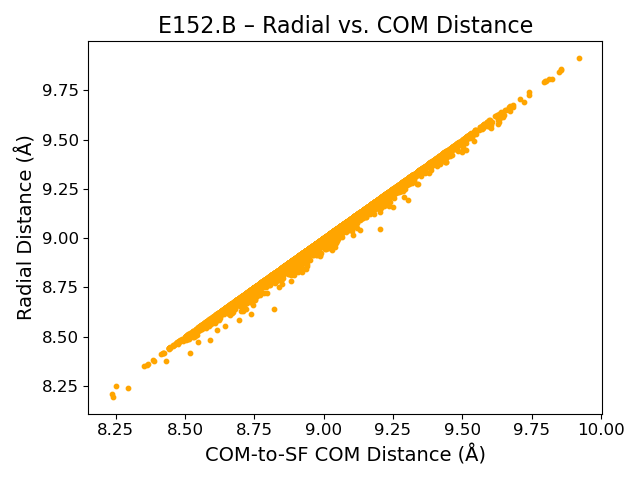 E152.B – Radial vs. COM Distance
Radial Distance (Å)
9.75
9.50
9.25
9.00
8.75
8.50
8.25
8.25 8.50 8.75 9.00 9.25 9.50 9.75 10.00
COM-to-SF COM Distance (Å)